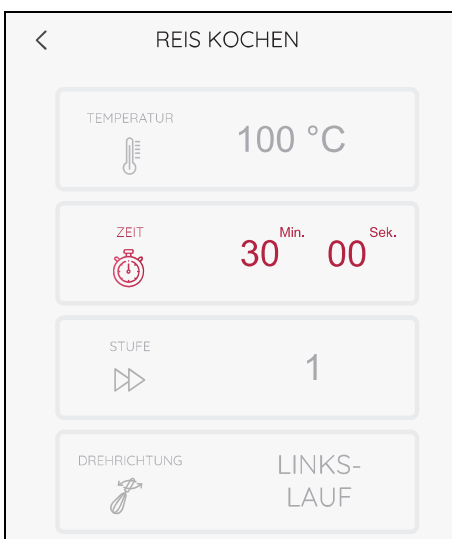 REIS KOCHEN
TEMPERATUR
100 °C
ZEIT
30 Min. 00 Sek.
STUFE
1
DREHRICHTUNG
LINKS-
LAUF